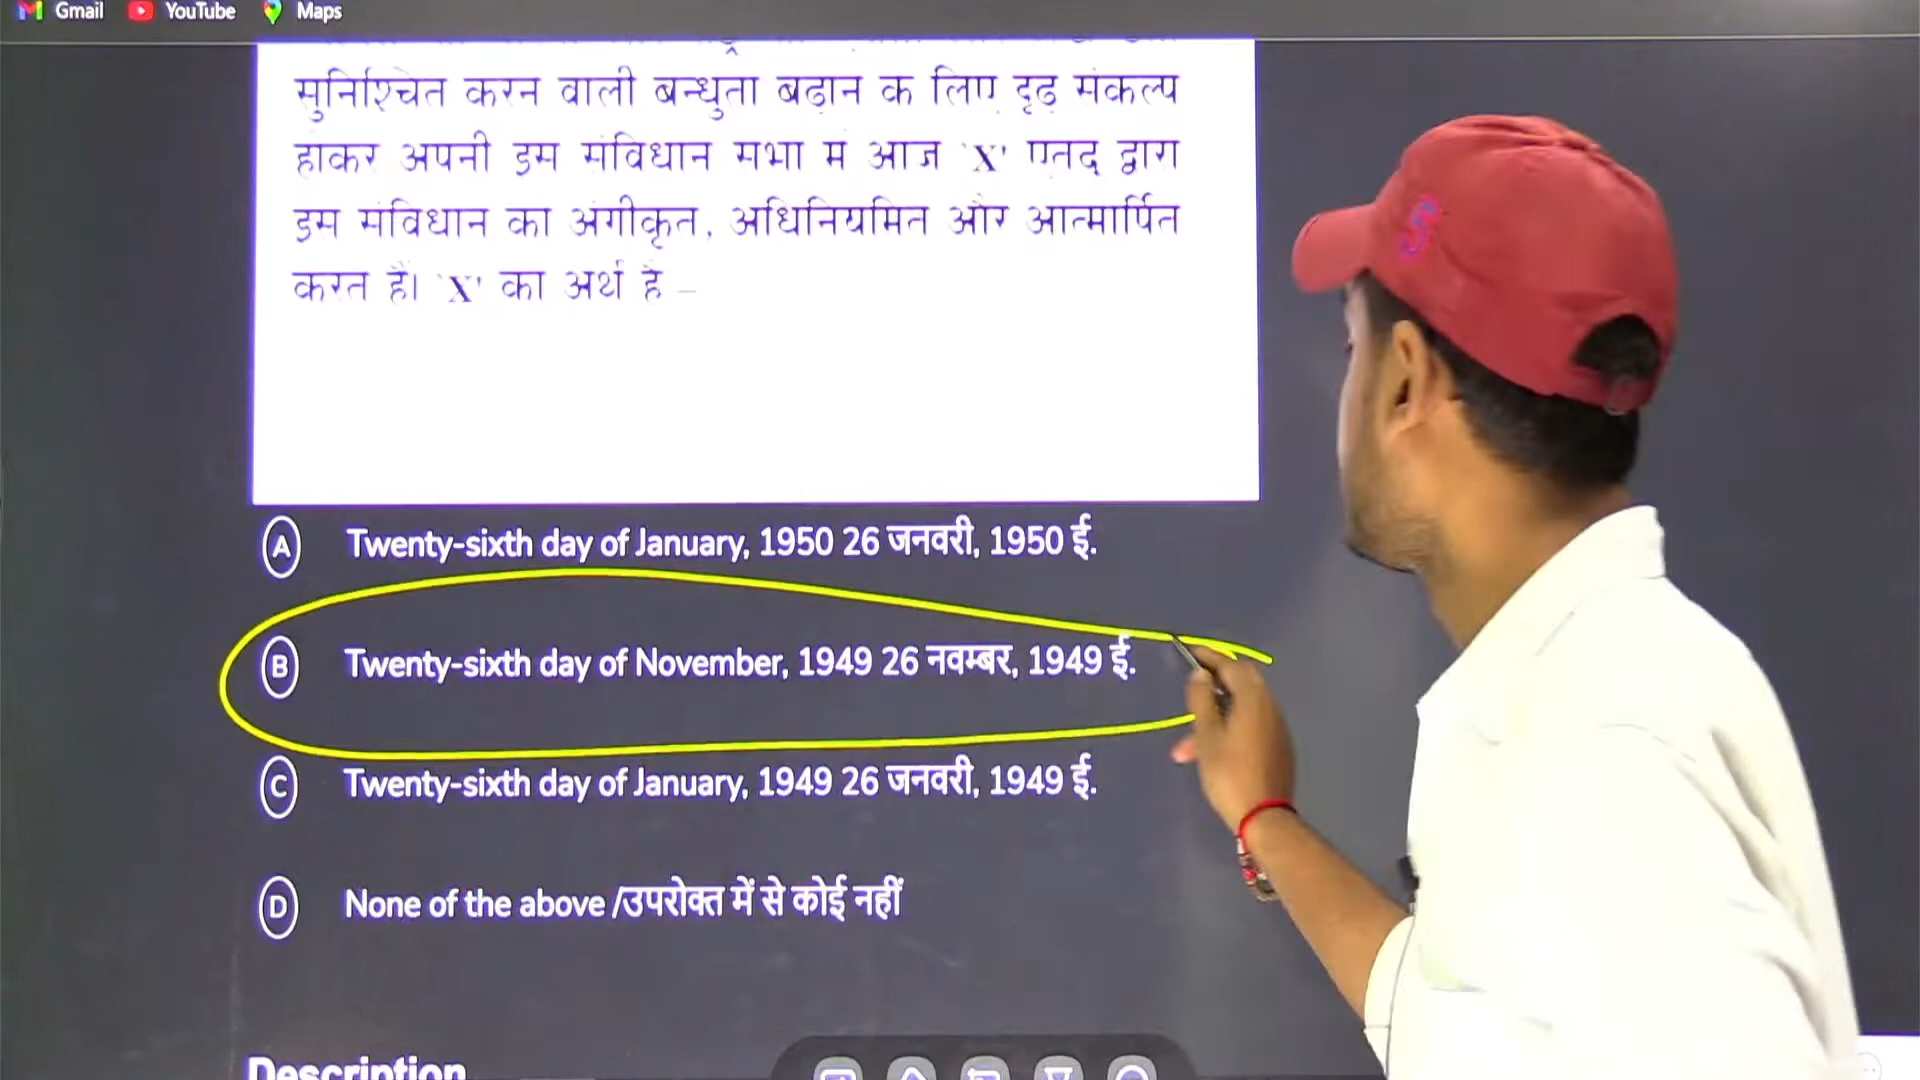 Gmail YouTube Maps
सुनिश्चित करने वाली बन्धुता बढ़ाने के लिए दृढ़ संकल्प
होकर अपनी इस संविधान सभा में आज `X' एतद् द्वारा
इस संविधान को अंगीकृत, अधिनियमित और आत्मार्पित
करते हैं। `X' का अर्थ है –
A Twenty-sixth day of January, 1950 26 जनवरी, 1950 ई.
B Twenty-sixth day of November, 1949 26 नवम्बर, 1949 ई.
C Twenty-sixth day of January, 1949 26 जनवरी, 1949 ई.
D None of the above /उपरोक्त में से कोई नहीं
Description